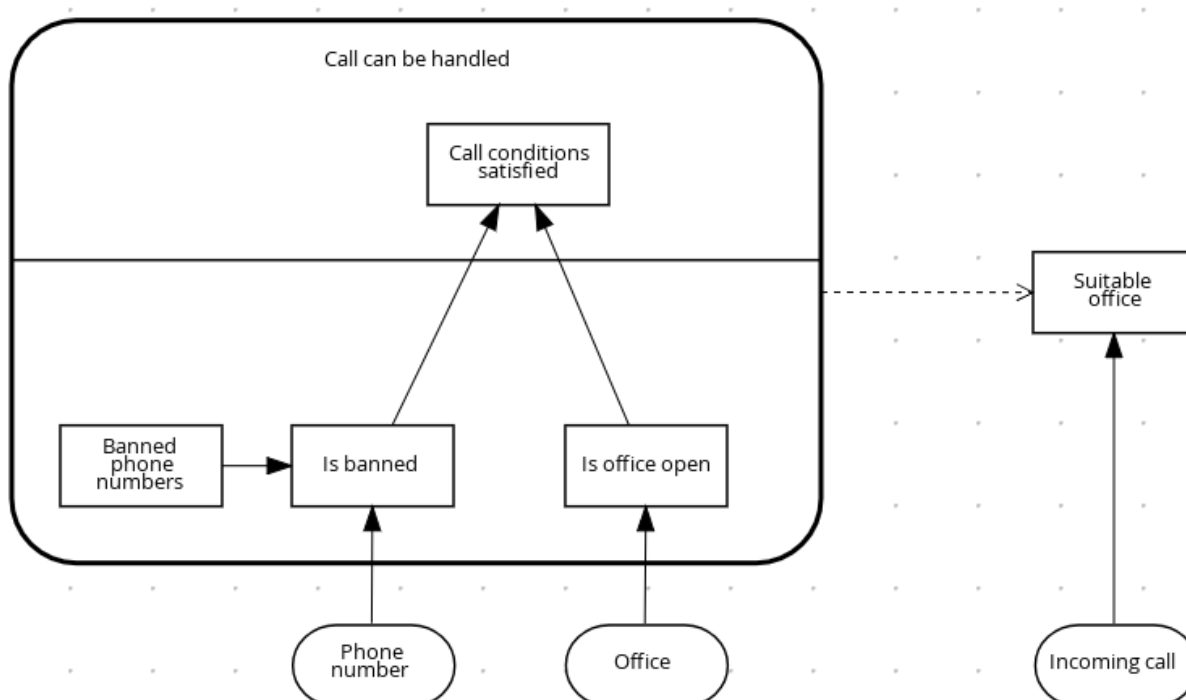 Call can be handled
Call conditions
satisfied
Suitable
office
Banned
phone
numbers
Is banned
Is office open
Phone
number
Office
Incoming call